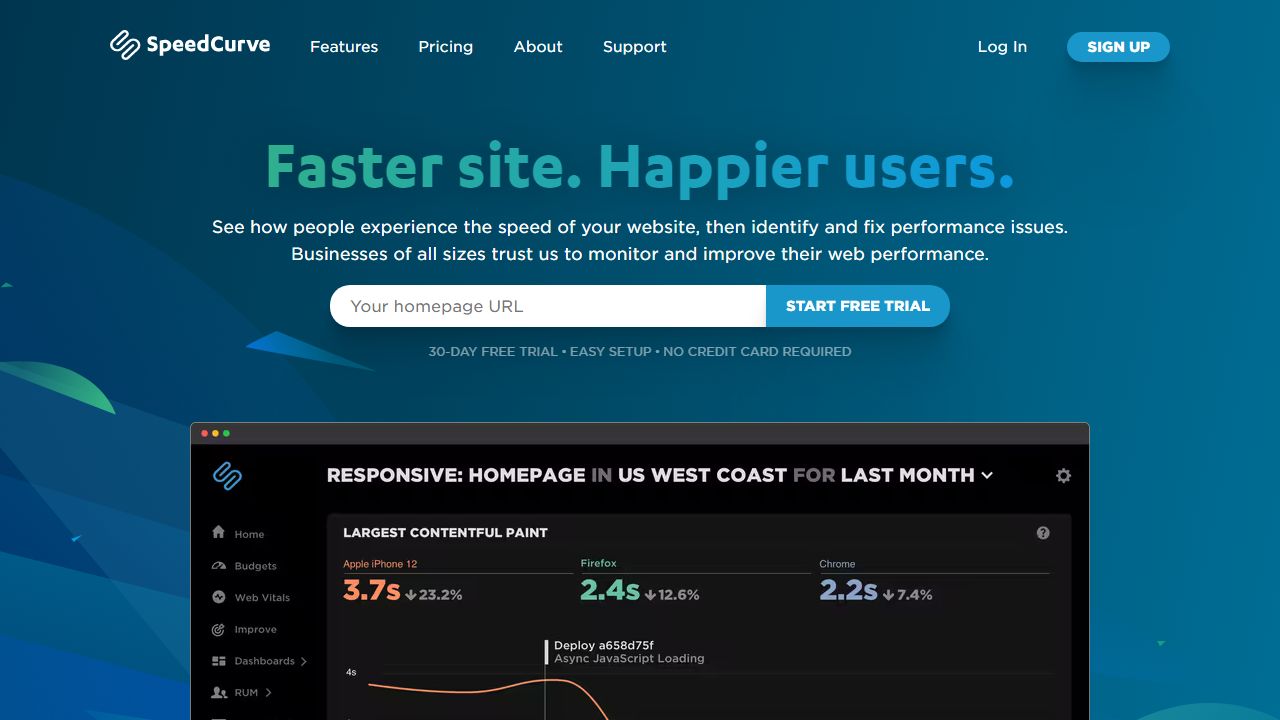 SpeedCurve
Features
Pricing
About
Support
Log In
SIGN UP
Faster site. Happier users.
See how people experience the speed of your website, then identify and fix performance issues.
Businesses of all sizes trust us to monitor and improve their web performance.
Your homepage URL
START FREE TRIAL
30-DAY FREE TRIAL • EASY SETUP • NO CREDIT CARD REQUIRED
RESPONSIVE: HOMEPAGE IN US WEST COAST FOR LAST MONTH
Home
Budgets
Web Vitals
Improve
Dashboards
RUM
LARGEST CONTENTFUL PAINT
?
Apple iPhone 12
3.7s ↓23.2%
Firefox
2.4s ↓12.6%
Chrome
2.2s ↓7.4%
Deploy a658d75f
Async JavaScript Loading
4s